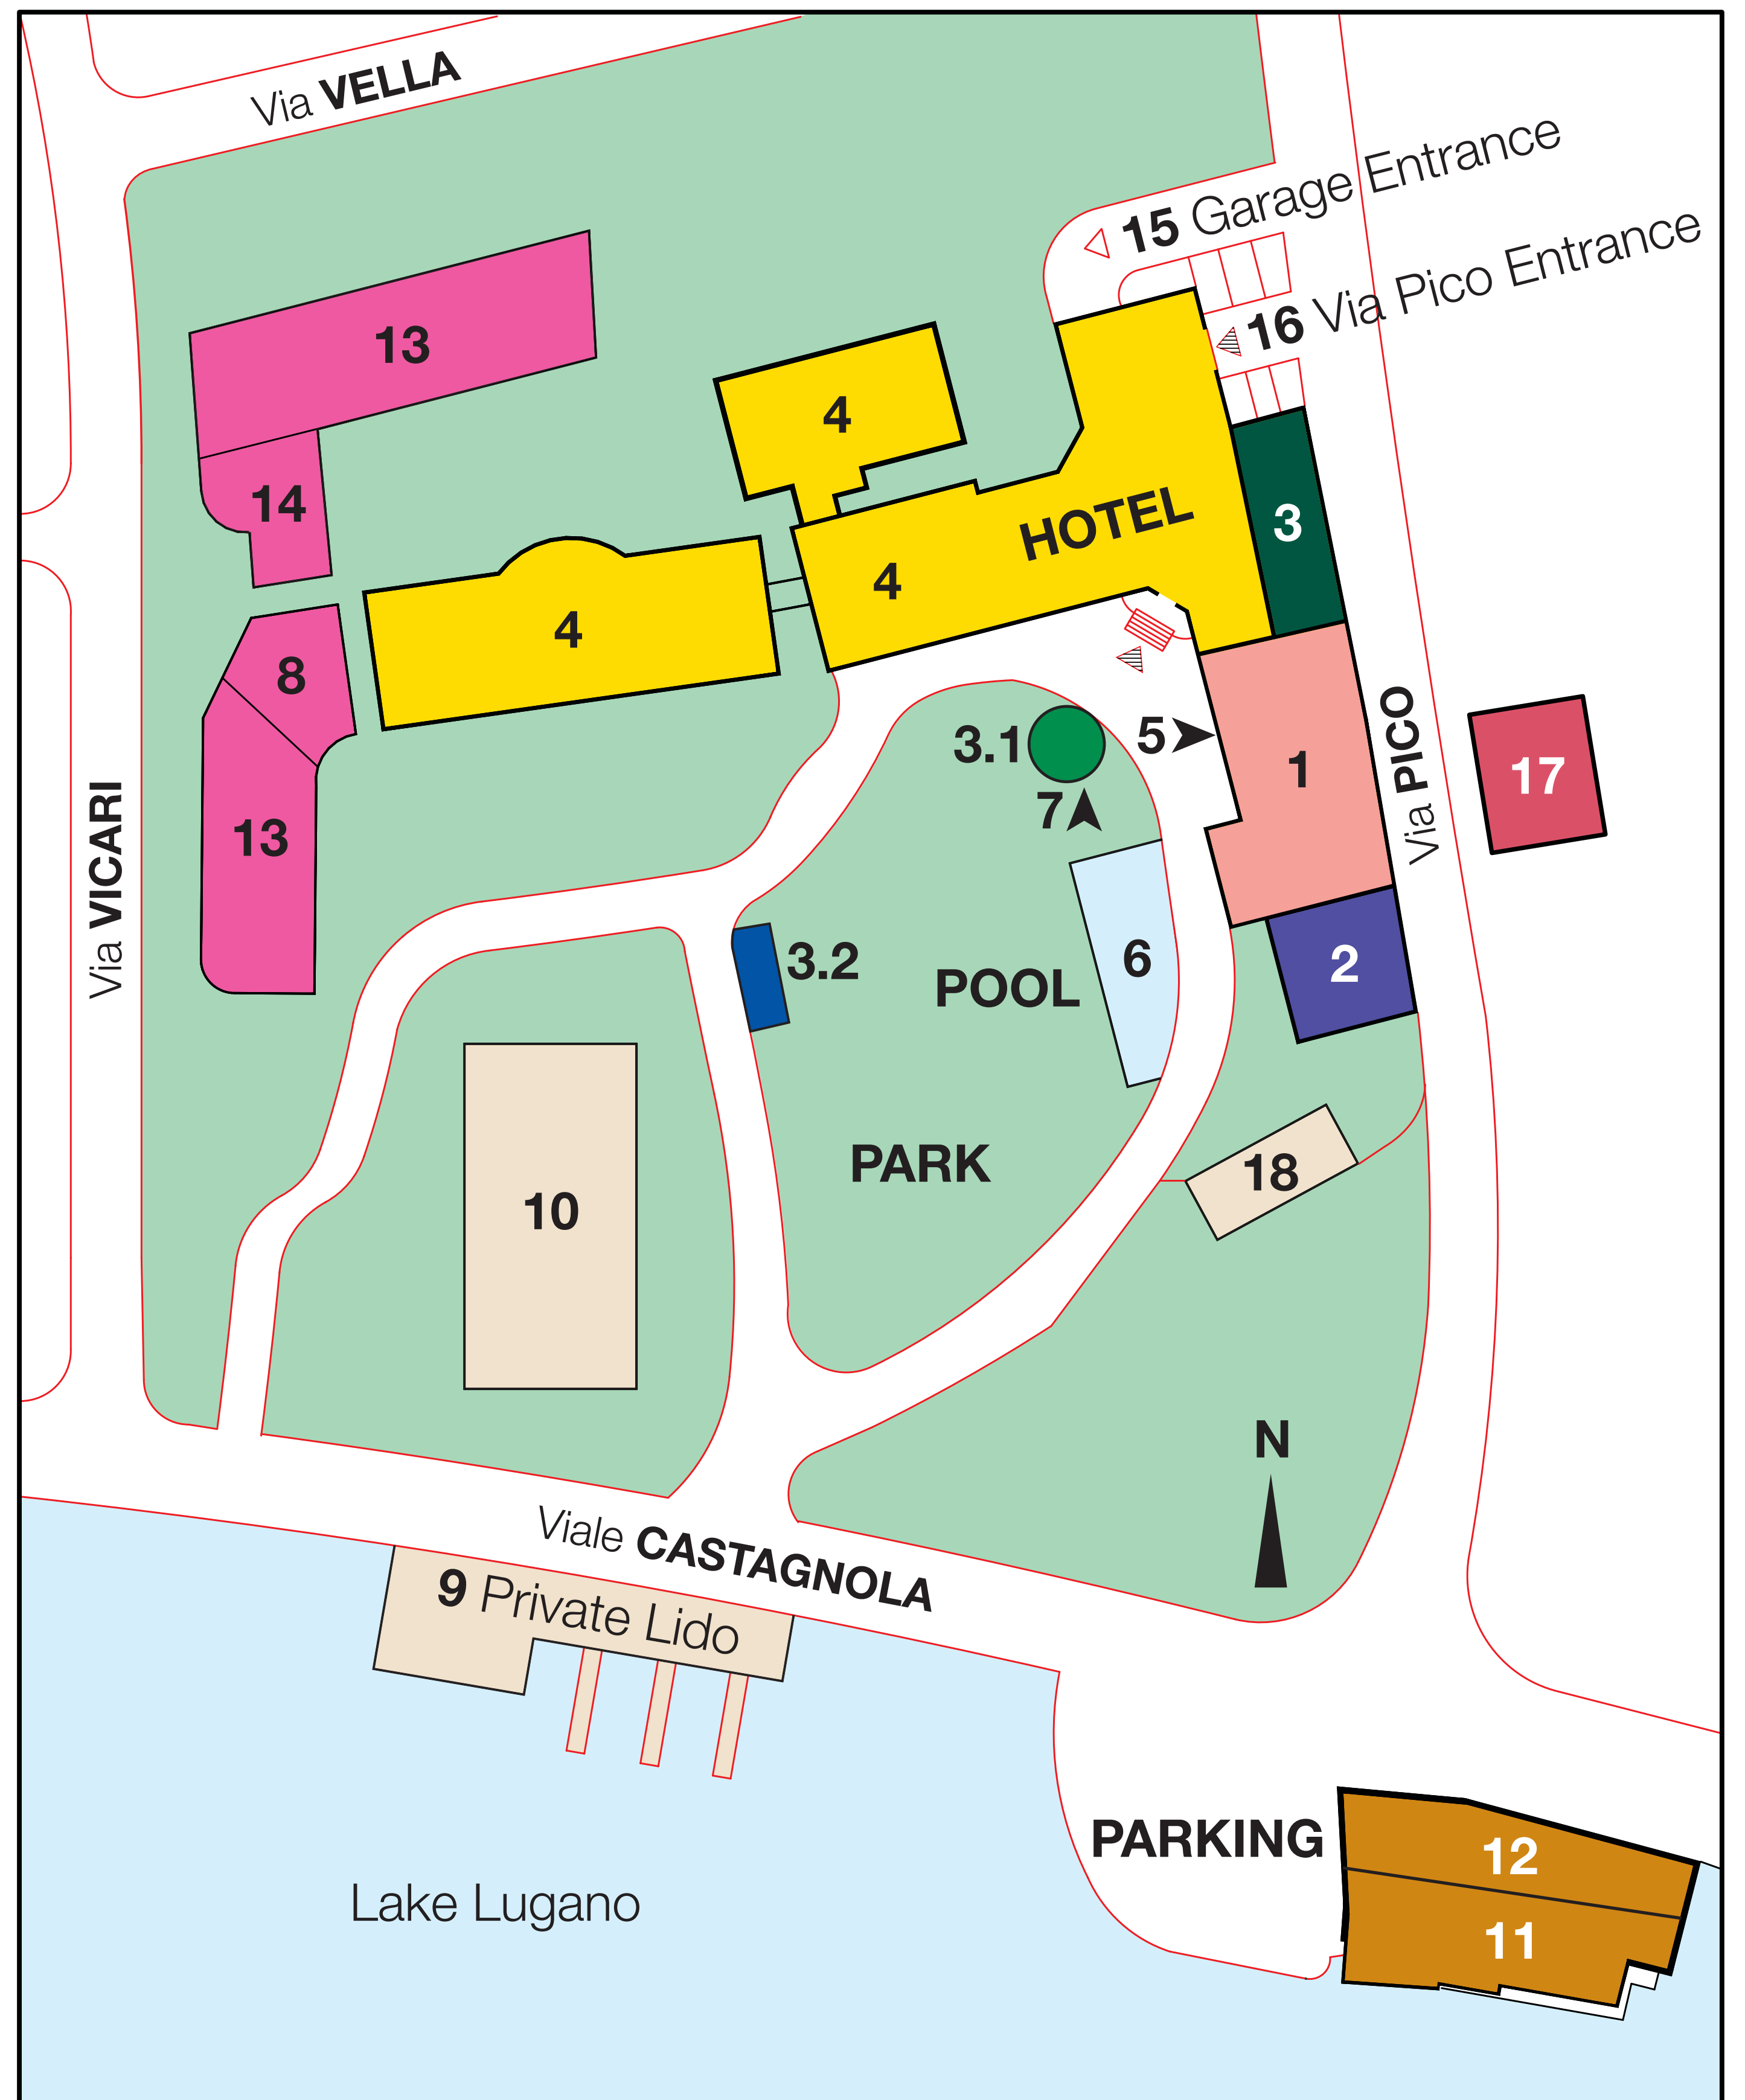 Via VELLA
15 Garage Entrance
16 Via Pico Entrance
13
4
14
HOTEL
3
4
4
8
3.1
5
1
Via PICO
17
7
13
Via VICARI
3.2
POOL
6
2
PARK
18
10
N
Viale CASTAGNOLA
9 Private Lido
PARKING
12
11
Lake Lugano